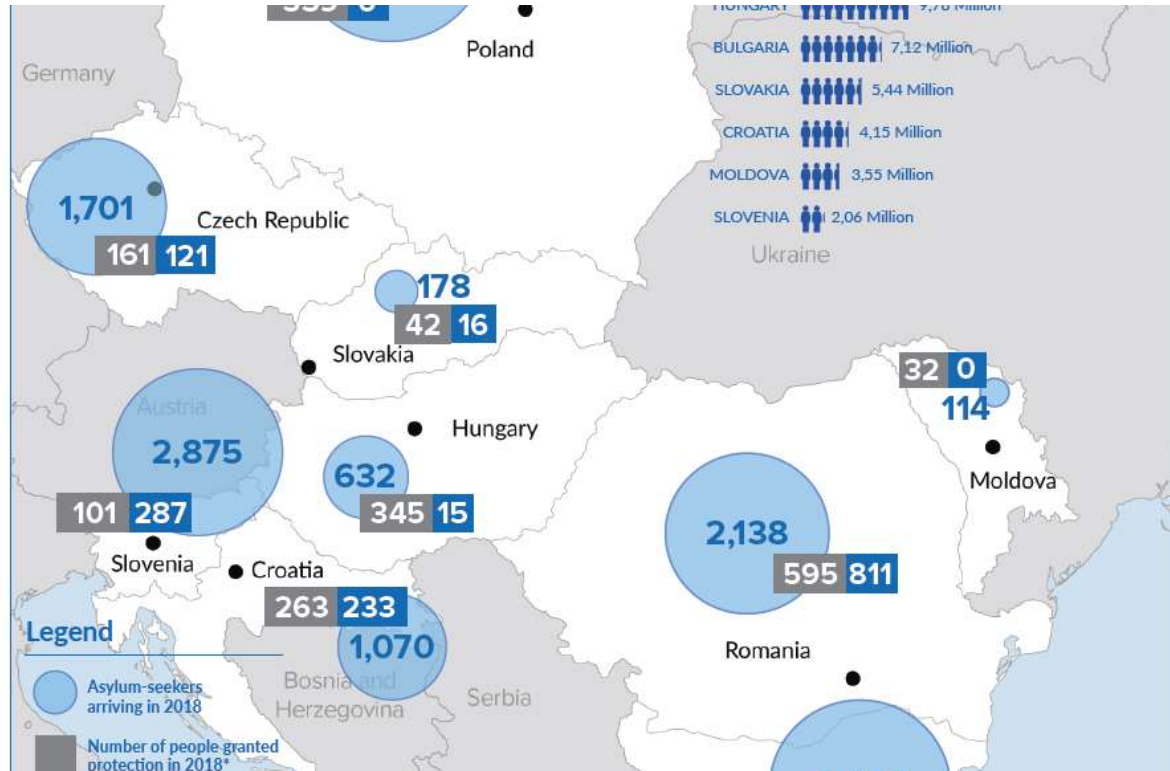 Poland
Germany
BULGARIA 7,12 Million
SLOVAKIA 5,44 Million
CROATIA 4,15 Million
MOLDOVA 3,55 Million
SLOVENIA 2,06 Million
Ukraine
1,701
Czech Republic
161 121
178
42 16
Slovakia
32 0
114
Moldova
Austria
2,875
Hungary
632
345 15
101 287
Slovenia
2,138
595 811
Croatia
263 233
1,070
Romania
Bosnia and
Herzegovina
Serbia
Legend
Asylum-seekers
arriving in 2018
Number of people granted
protection in 2018*